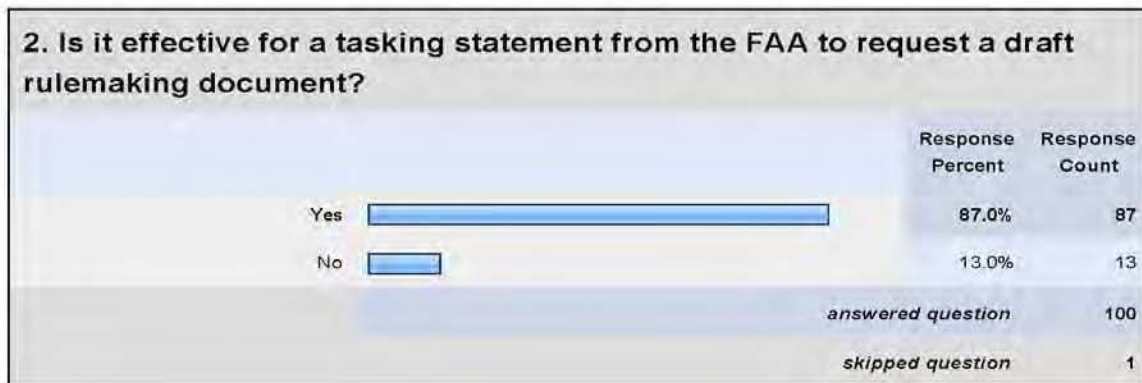 2. Is it effective for a tasking statement from the FAA to request a draft
rulemaking document?
Response Response
Percent Count
Yes 87.0% 87
No 13.0% 13
answered question 100
skipped question 1